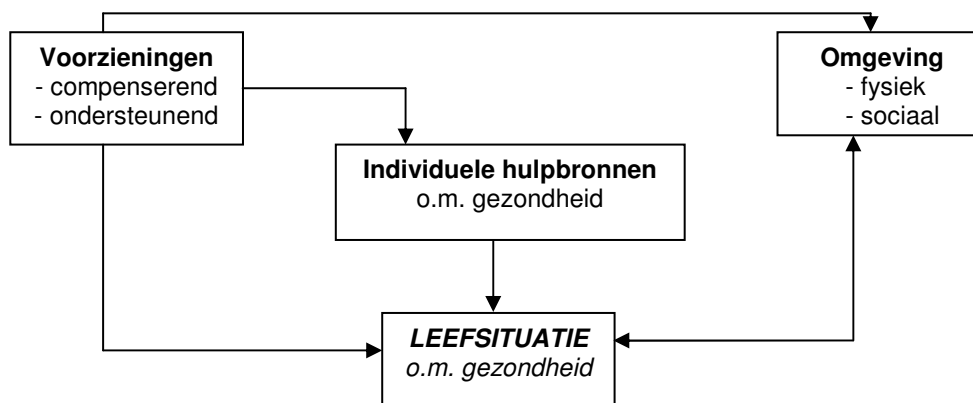 Voorzieningen
- compenserend
- ondersteunend
Omgeving
- fysiek
- sociaal
Individuele hulpbronnen
o.m. gezondheid
LEEFSITUATIE
o.m. gezondheid